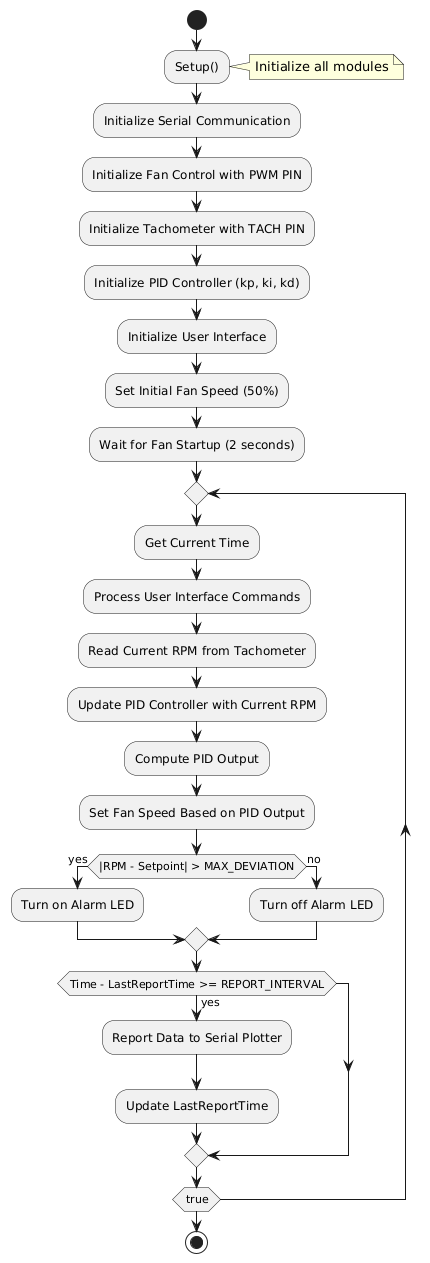 Setup()
Initialize all modules
Initialize Serial Communication
Initialize Fan Control with PWM PIN
Initialize Tachometer with TACH PIN
Initialize PID Controller (kp, ki, kd)
Initialize User Interface
Set Initial Fan Speed (50%)
Wait for Fan Startup (2 seconds)
Get Current Time
Process User Interface Commands
Read Current RPM from Tachometer
Update PID Controller with Current RPM
Compute PID Output
Set Fan Speed Based on PID Output
yes
|RPM - Setpoint| > MAX_DEVIATION
no
Turn on Alarm LED
Turn off Alarm LED
Time - LastReportTime >= REPORT_INTERVAL
yes
Report Data to Serial Plotter
Update LastReportTime
true